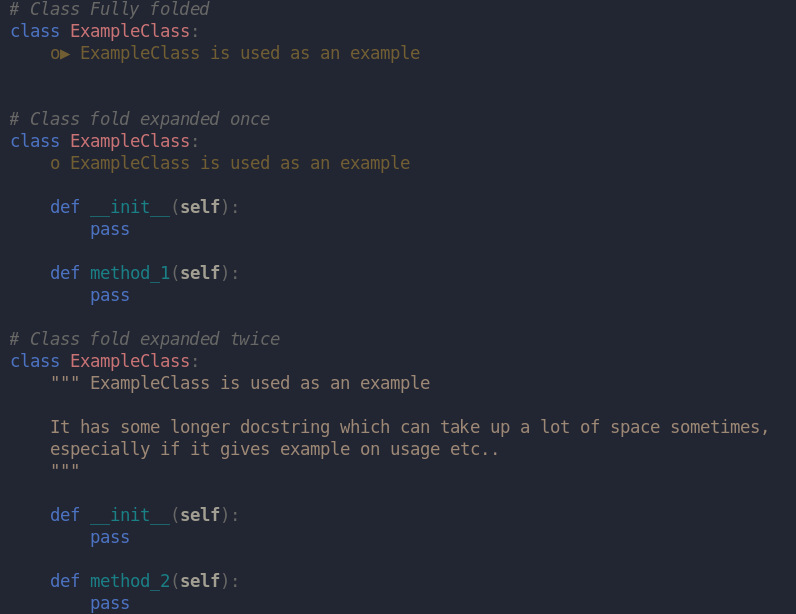 # Class Fully folded
class ExampleClass:
    o▶ ExampleClass is used as an example


# Class fold expanded once
class ExampleClass:
    o ExampleClass is used as an example

    def __init__(self):
        pass

    def method_1(self):
        pass

# Class fold expanded twice
class ExampleClass:
    """ ExampleClass is used as an example

    It has some longer docstring which can take up a lot of space sometimes,
    especially if it gives example on usage etc..
    """

    def __init__(self):
        pass

    def method_2(self):
        pass